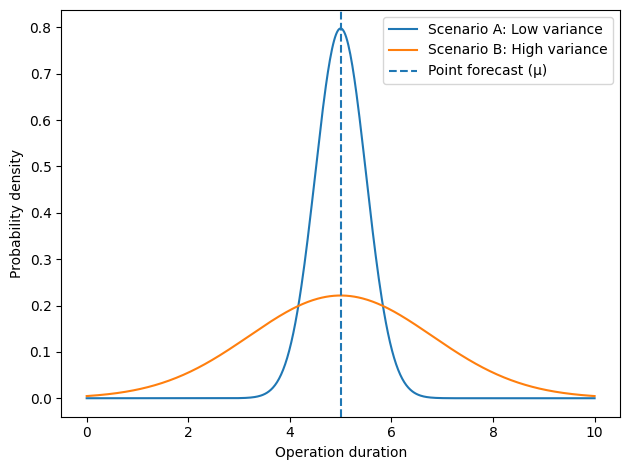 Scenario A: Low variance
Scenario B: High variance
Point forecast (μ)
Probability density
0.8
0.7
0.6
0.5
0.4
0.3
0.2
0.1
0.0
0 2 4 6 8 10
Operation duration